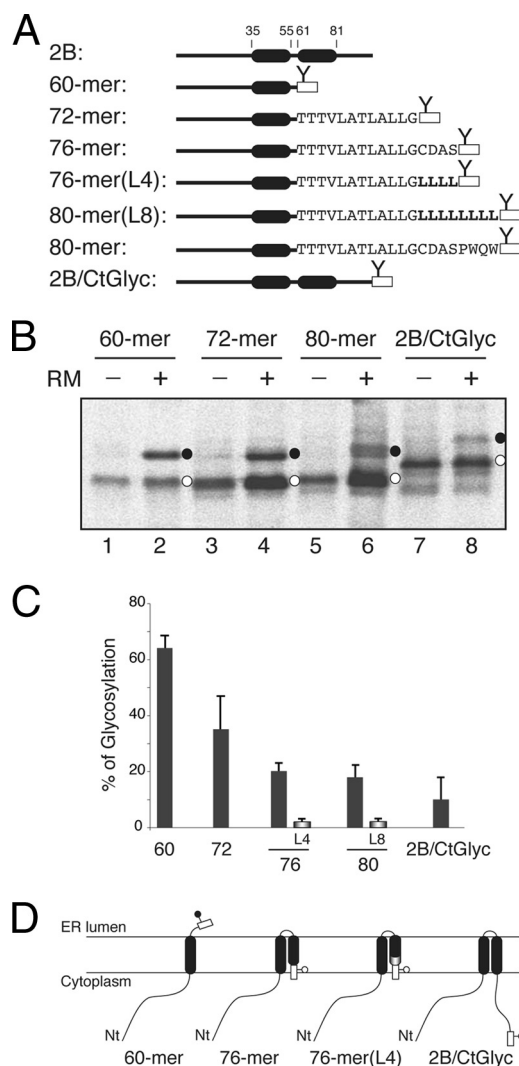 A
35 55 61 81
2B:
60-mer: Y
72-mer: TTTVLATLALLG Y
76-mer: TTTVLATLALLGCDAS Y
76-mer(L4): TTTVLATLALLGLLLL Y
80-mer(L8): TTTVLATLALLGLLLLLLLL Y
80-mer: TTTVLATLALLGCDASPWQW Y
2B/CtGlyc: Y
B
60-mer 72-mer 80-mer 2B/CtGlyc
RM − + − + − + − +
1 2 3 4 5 6 7 8
C
% of Glycosylation
80
60
40
20
0
L4 L8
60 72 76 80 2B/CtGlyc
D
ER lumen
Cytoplasm
Nt Nt Nt Nt
60-mer 76-mer 76-mer(L4) 2B/CtGlyc